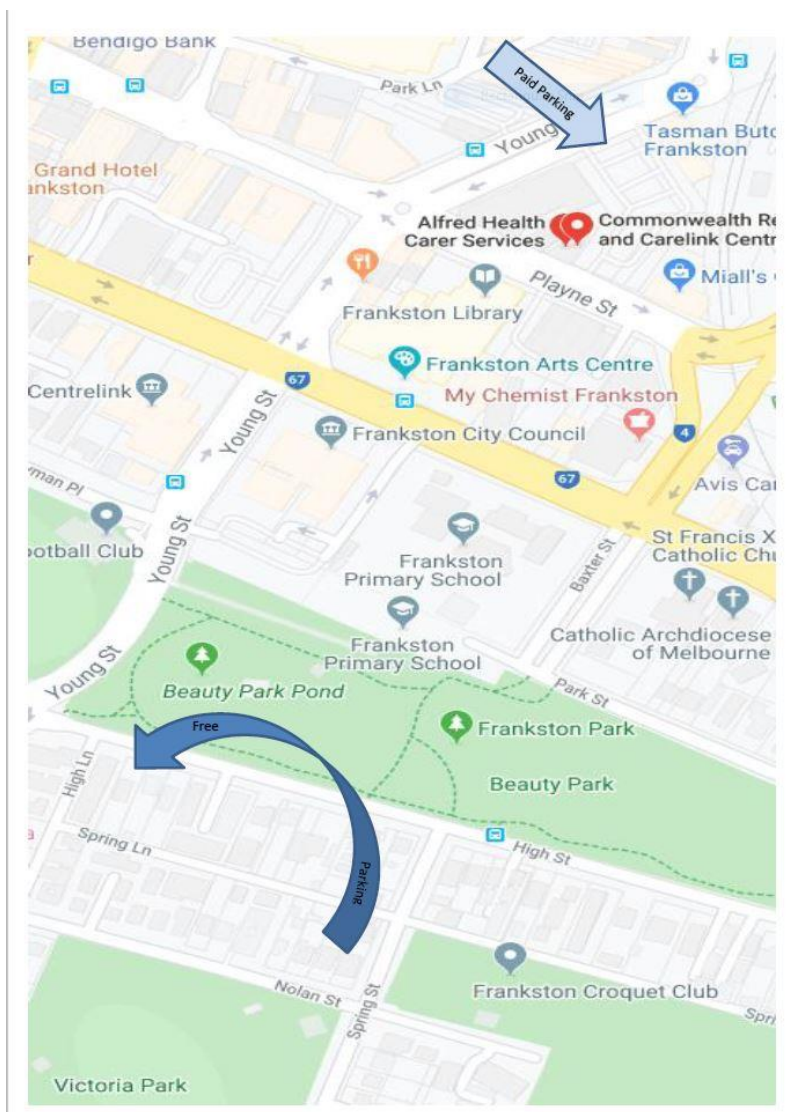 Bendigo Bank
Park Ln
Paid Parking
Young
Tasman Butc
Frankston
Grand Hotel
ankston
Alfred Health
Carer Services
Commonwealth Re
and Carelink Centr
Playne St
Miall's
Frankston Library
Frankston Arts Centre
67
Centrelink
My Chemist Frankston
Young St
Frankston City Council
4
67
Avis Car
man Pl
ootball Club
Young St
Frankston
Primary School
Baxter St
St Francis X
Catholic Chu
Frankston
Primary School
Catholic Archdiocese
of Melbourne
Young St
Beauty Park Pond
Park St
Free
Frankston Park
High Ln
Beauty Park
Spring Ln
High St
Parking
Nolan St
Spring St
Frankston Croquet Club
Spri
Victoria Park